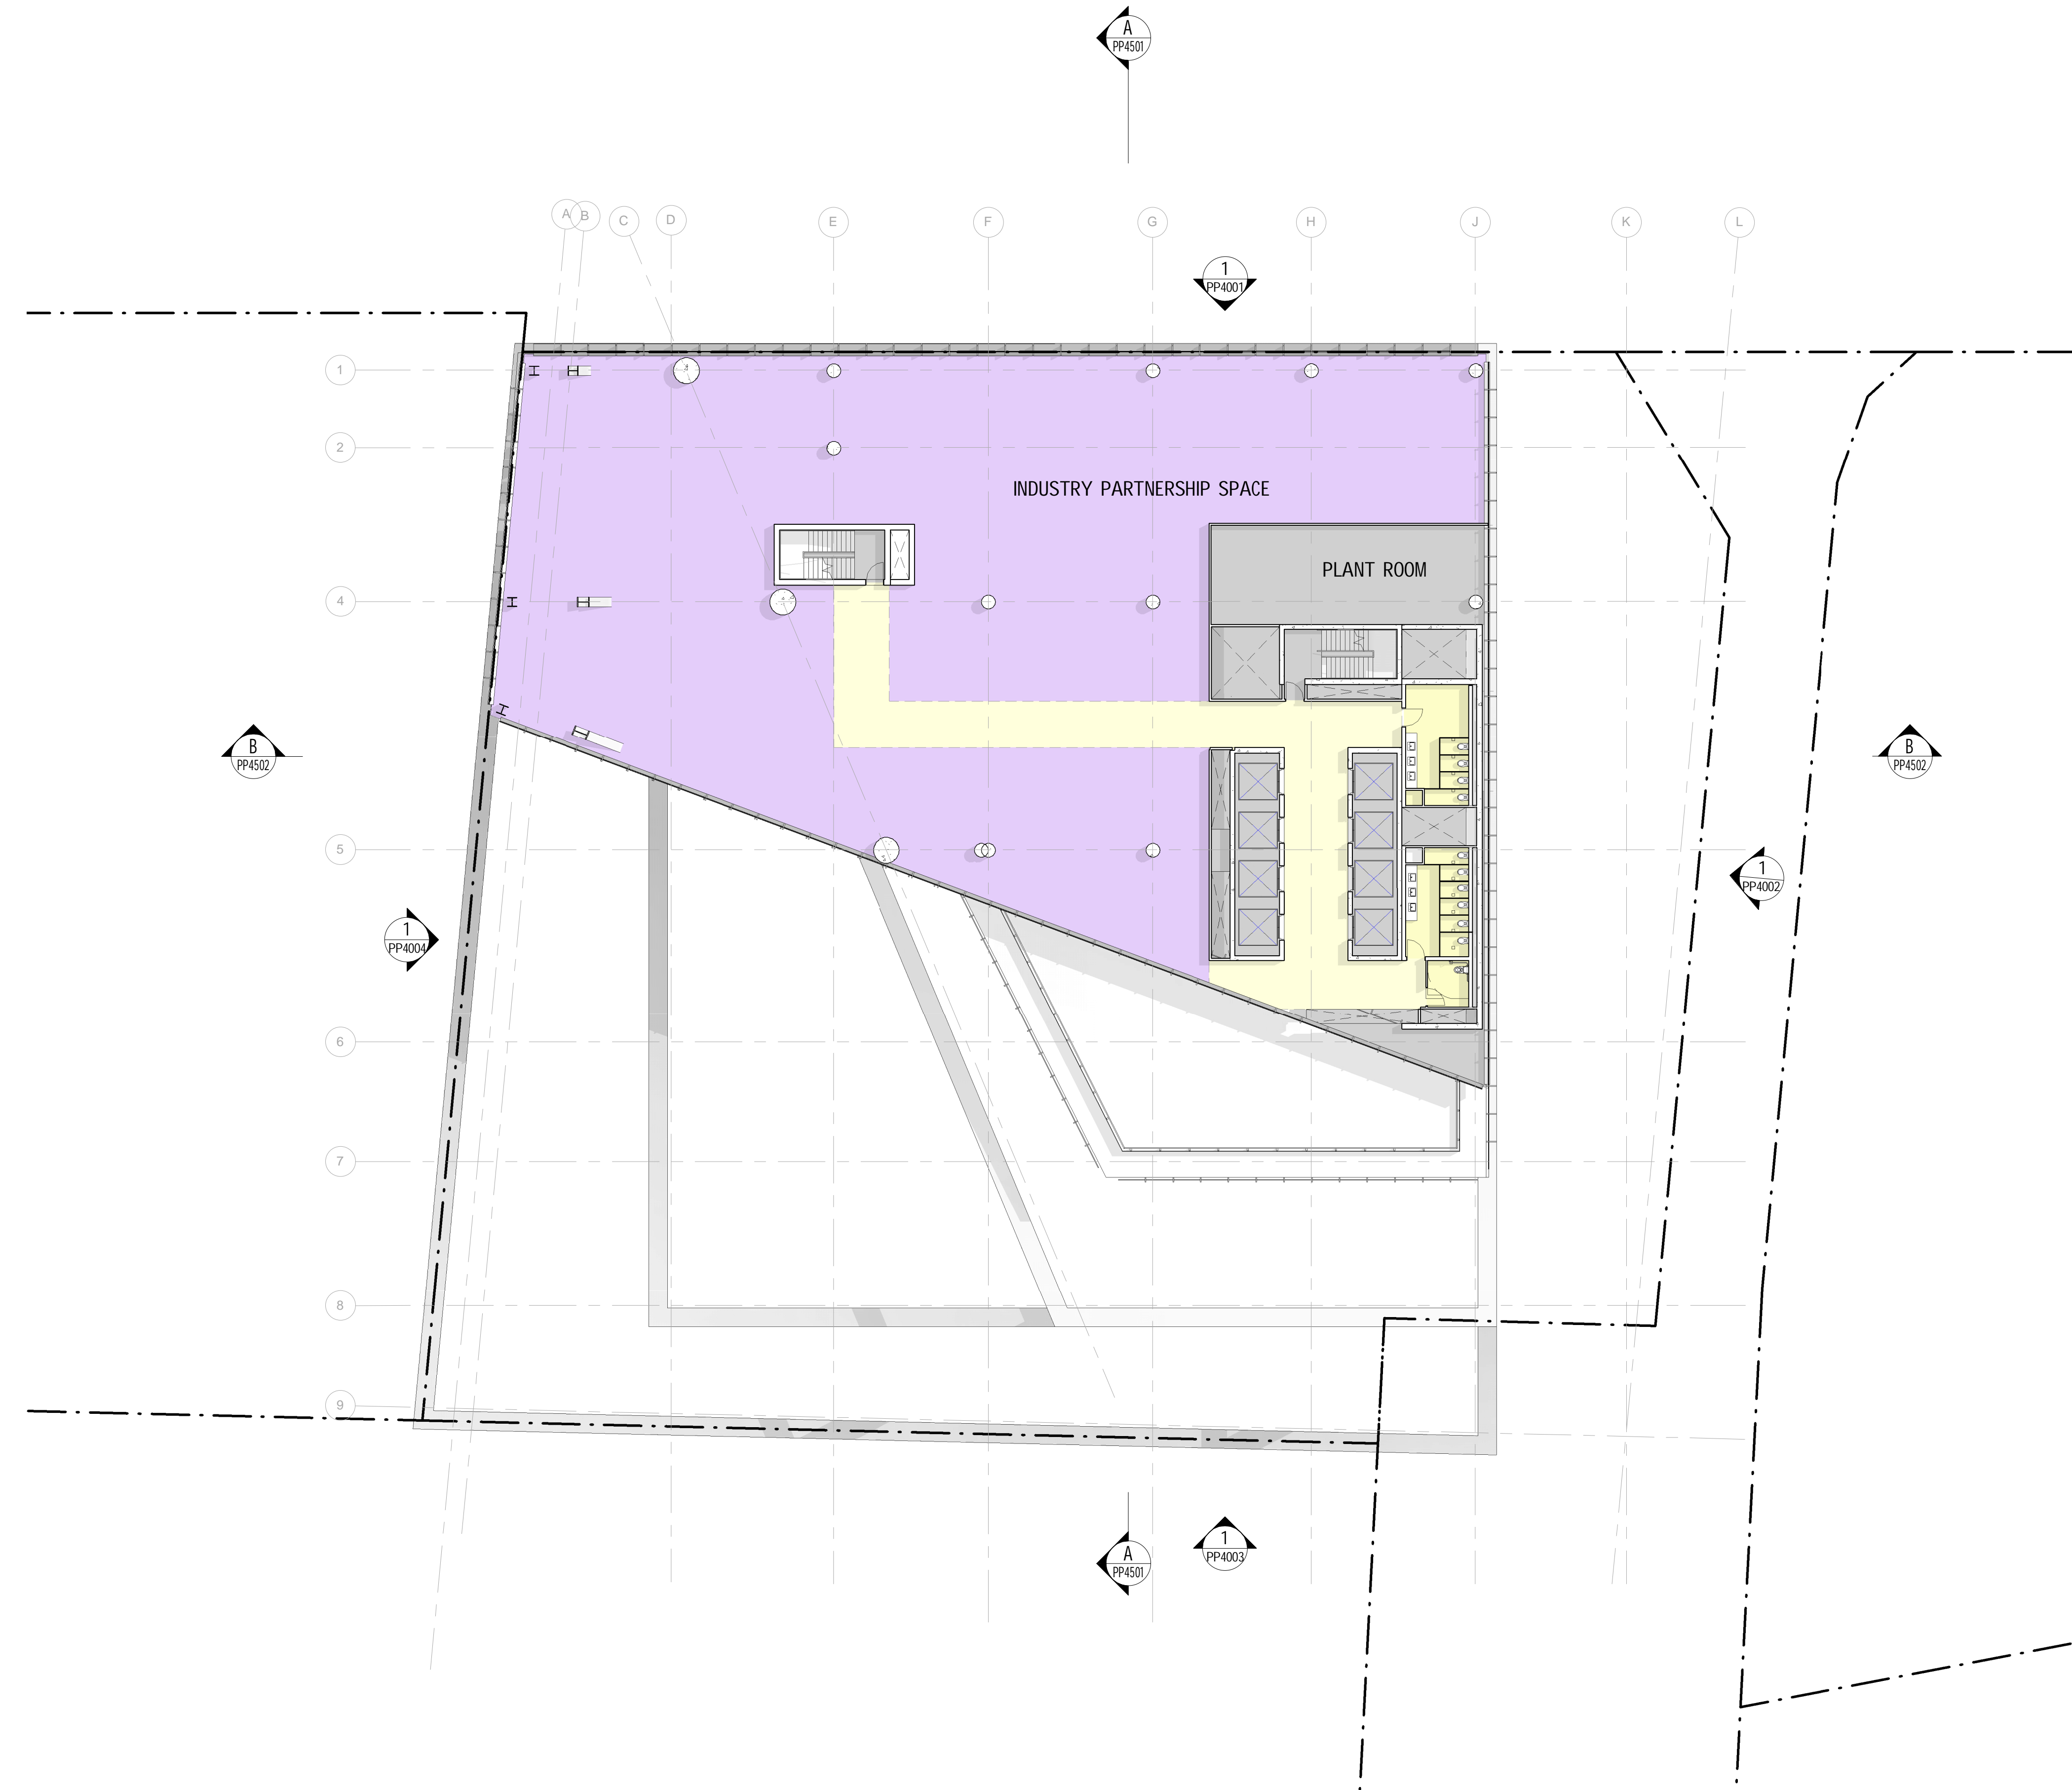 A
PP4501
A
B
C
D
E
F
G
H
J
K
L
1
PP4001
1
2
INDUSTRY PARTNERSHIP SPACE
PLANT ROOM
4
B
PP4502
B
PP4502
5
1
PP4002
1
PP4004
6
7
8
9
A
PP4501
1
PP4003